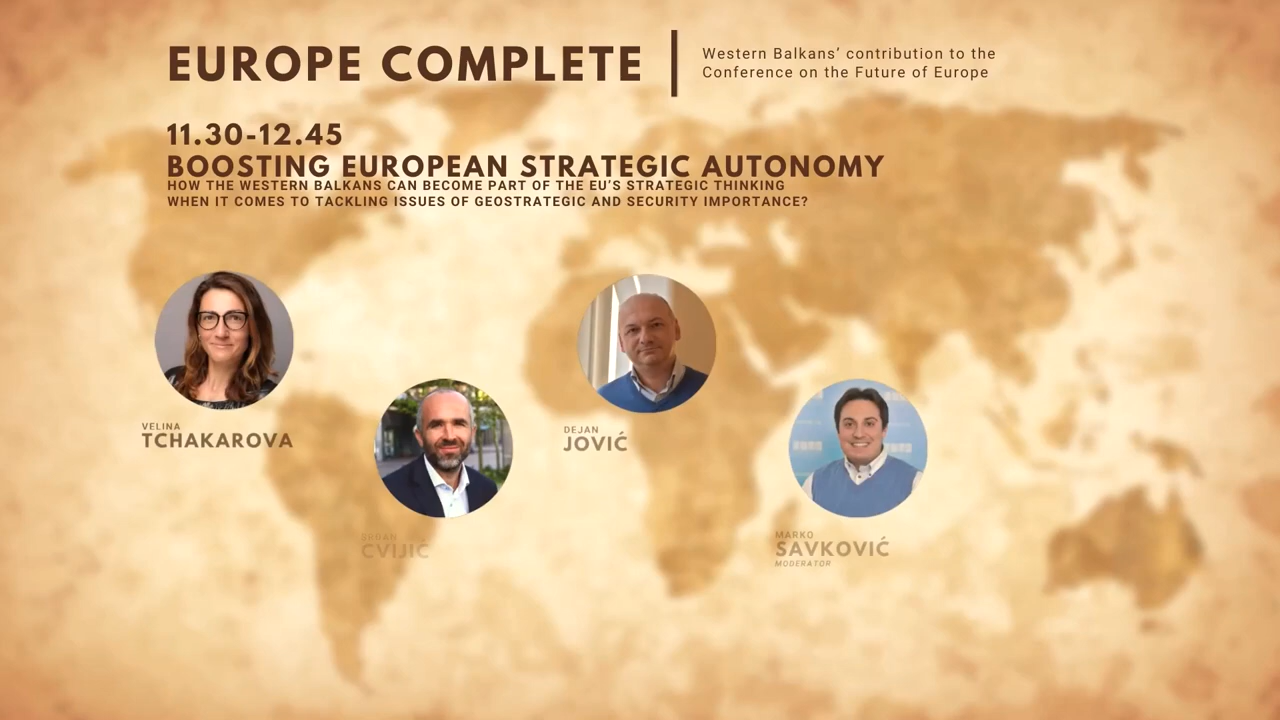 EUROPE COMPLETE
Western Balkans’ contribution to the
Conference on the Future of Europe
11.30-12.45
BOOSTING EUROPEAN STRATEGIC AUTONOMY
HOW THE WESTERN BALKANS CAN BECOME PART OF THE EU’S STRATEGIC THINKING
WHEN IT COMES TO TACKLING ISSUES OF GEOSTRATEGIC AND SECURITY IMPORTANCE?
VELINA
TCHAKAROVA
CVIJIĆ
DEJAN
JOVIĆ
MARKO
SAVKOVIĆ
MODERATOR